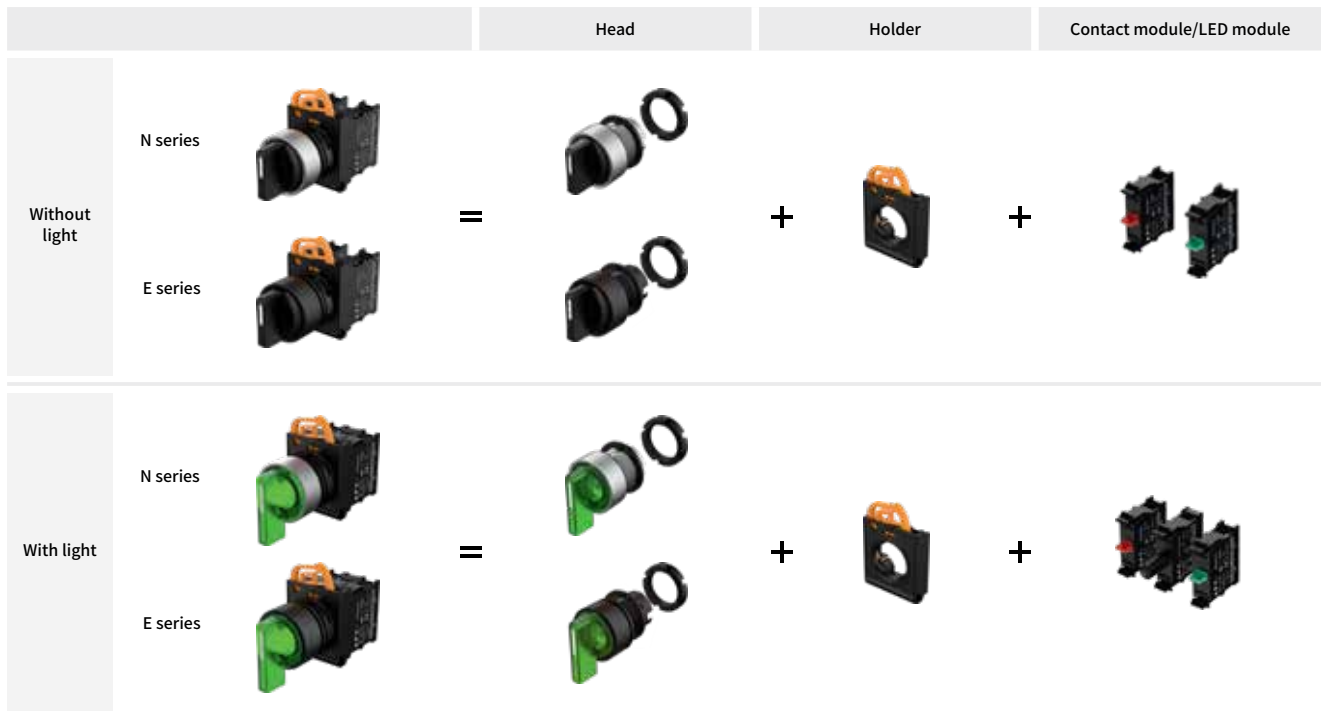 Head
Holder
Contact module/LED module
Without
light
N series
=
+
+
E series
With light
N series
=
+
+
E series